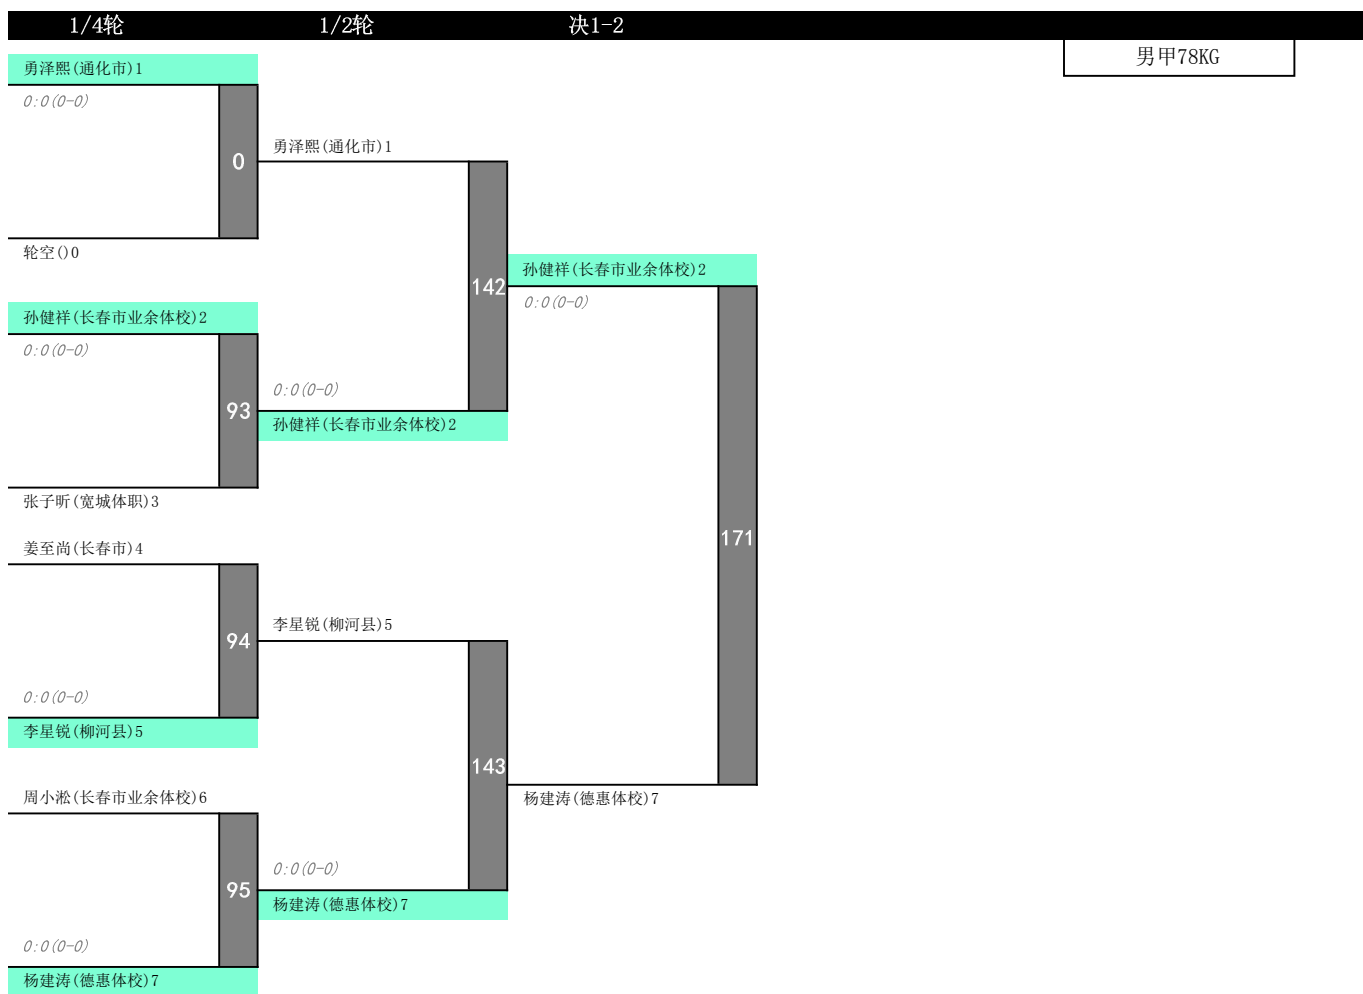 1/4轮
1/2轮
决1-2
男甲78KG
勇泽熙(通化市)1
0:0(0-0)
0
轮空()0
孙健祥(长春市业余体校)2
0:0(0-0)
93
张子昕(宽城体职)3
姜至尚(长春市)4
94
0:0(0-0)
李星锐(柳河县)5
周小淞(长春市业余体校)6
95
0:0(0-0)
杨建涛(德惠体校)7
勇泽熙(通化市)1
142
0:0(0-0)
孙健祥(长春市业余体校)2
李星锐(柳河县)5
143
0:0(0-0)
杨建涛(德惠体校)7
孙健祥(长春市业余体校)2
0:0(0-0)
171
杨建涛(德惠体校)7